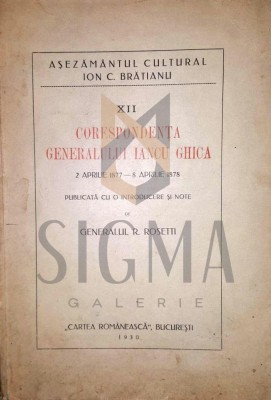 AȘEZĂMÂNTUL CULTURAL
ION C. BRĂTIANU
XII
CORESPONDENȚA
GENERALULUI IANCU GHICA
2 APRILIE 1877 — 8 APRILIE 1878
PUBLICATĂ CU O INTRODUCERE ȘI NOTE
DE
GENERALUL R. ROSETTI
SIGMA
GALERIE
„CARTEA ROMÂNEASCĂ", BUCUREȘTI
1930